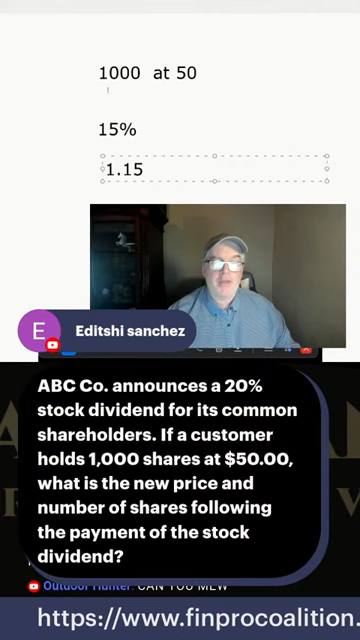 1000 at 50
15%
1.15
E
Editshi sanchez
ABC Co. announces a 20%
stock dividend for its common
shareholders. If a customer
holds 1,000 shares at $50.00,
what is the new price and
number of shares following
the payment of the stock
dividend?
Outdoor Hunter: CAN YOU MEW
https://www.finprocoalition.